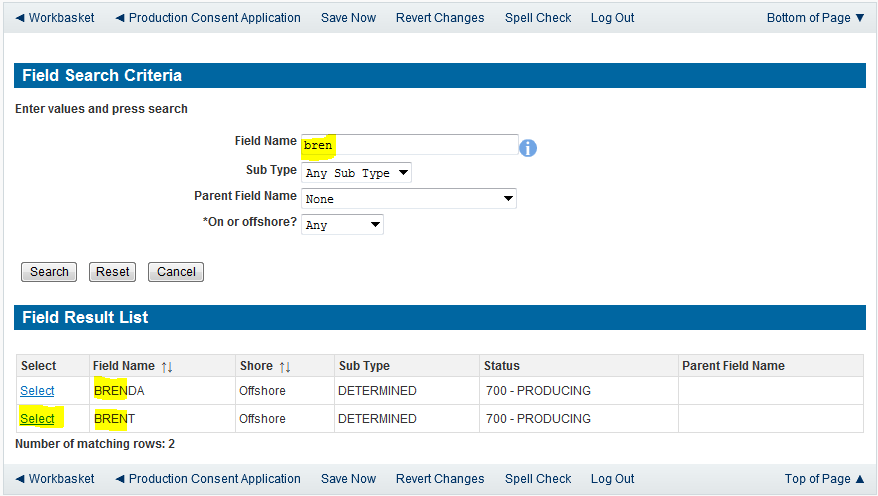 ◄ Workbasket ◄ Production Consent Application Save Now Revert Changes Spell Check Log Out Bottom of Page ▼
Field Search Criteria
Enter values and press search
Field Name bren i
Sub Type Any Sub Type
Parent Field Name None
*On or offshore? Any
Search Reset Cancel
Field Result List
Select Field Name ↑↓ Shore ↑↓ Sub Type Status Parent Field Name
Select BRENDA Offshore DETERMINED 700 - PRODUCING
Select BRENT Offshore DETERMINED 700 - PRODUCING
Number of matching rows: 2
◄ Workbasket ◄ Production Consent Application Save Now Revert Changes Spell Check Log Out Top of Page ▲